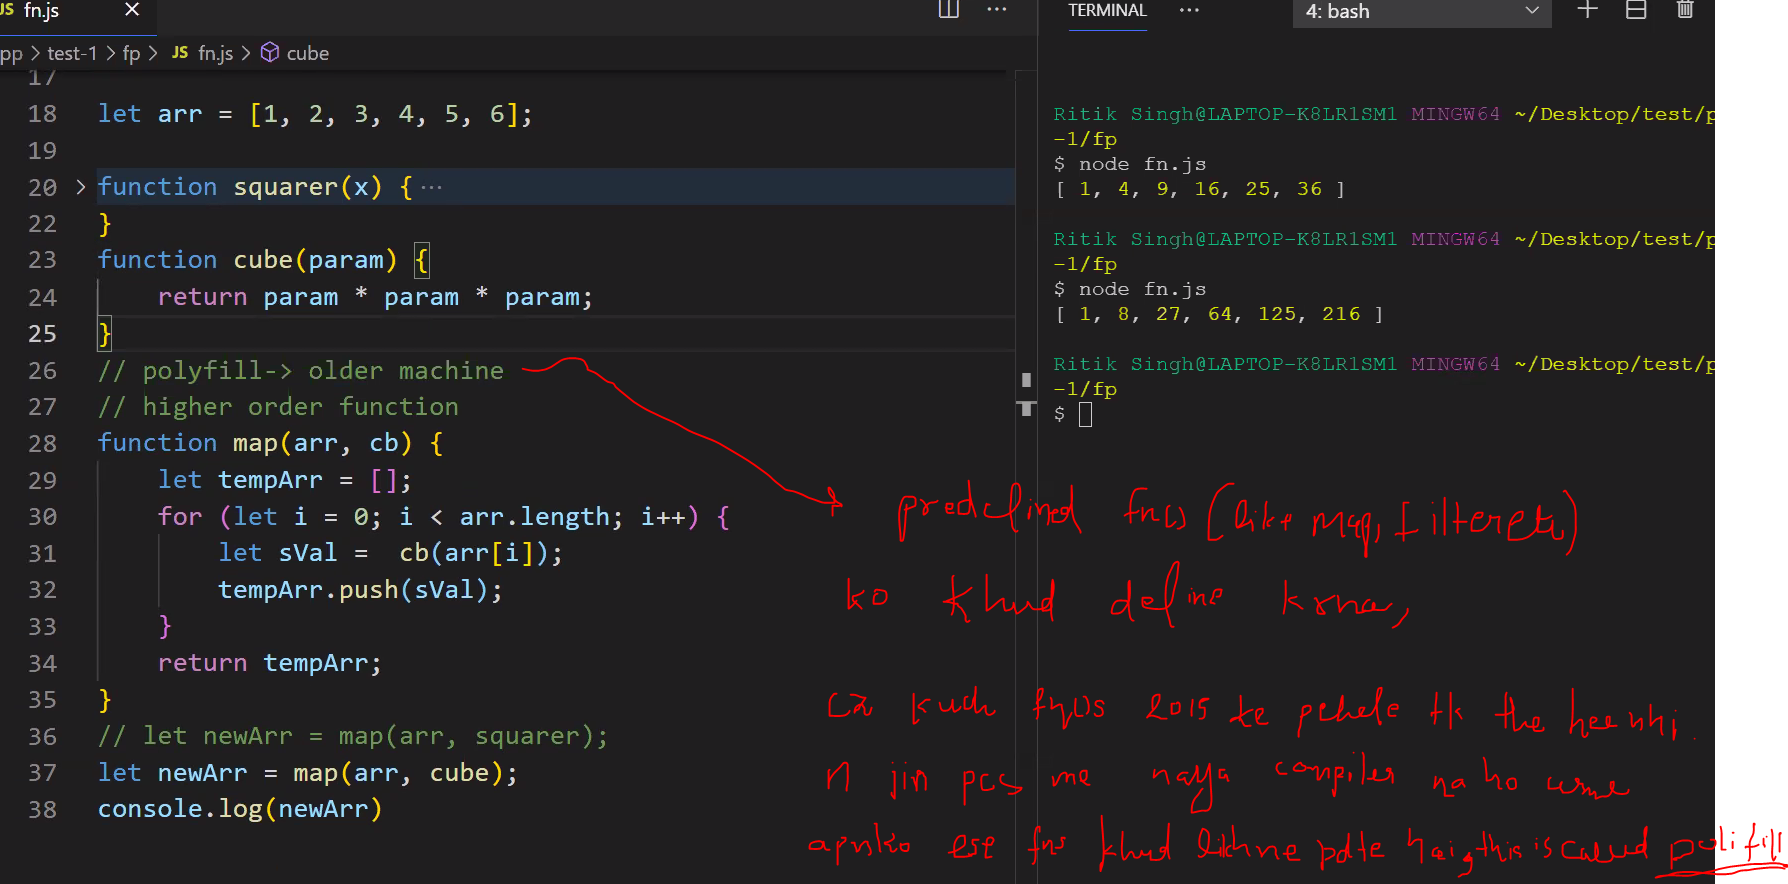 JS fn.js
TERMINAL
4: bash
pp > test-1 > fp > JS fn.js > cube
17
18 let arr = [1, 2, 3, 4, 5, 6];
19
20 function squarer(x) { ···
22 }
23 function cube(param) {
24 return param * param * param;
25 }
26 // polyfill-> older machine
27 // higher order function
28 function map(arr, cb) {
29 let tempArr = [];
30 for (let i = 0; i < arr.length; i++) {
31 let sVal = cb(arr[i]);
32 tempArr.push(sVal);
33 }
34 return tempArr;
35 }
36 // let newArr = map(arr, squarer);
37 let newArr = map(arr, cube);
38 console.log(newArr)
Ritik Singh@LAPTOP-K8LR1SM1 MINGW64 ~/Desktop/test/p
-1/fp
$ node fn.js
[ 1, 4, 9, 16, 25, 36 ]
Ritik Singh@LAPTOP-K8LR1SM1 MINGW64 ~/Desktop/test/p
-1/fp
$ node fn.js
[ 1, 8, 27, 64, 125, 216 ]
Ritik Singh@LAPTOP-K8LR1SM1 MINGW64 ~/Desktop/test/p
-1/fp
$
predefined fn() (like map, filter etc)
ko khud define krna,
cz kuch fn()s 2015 ke pehele tk the hee nhi.
n jin pcs me naya compiler na ho usme
apnko ese fns khud likhne pdte hai, this is called polifill